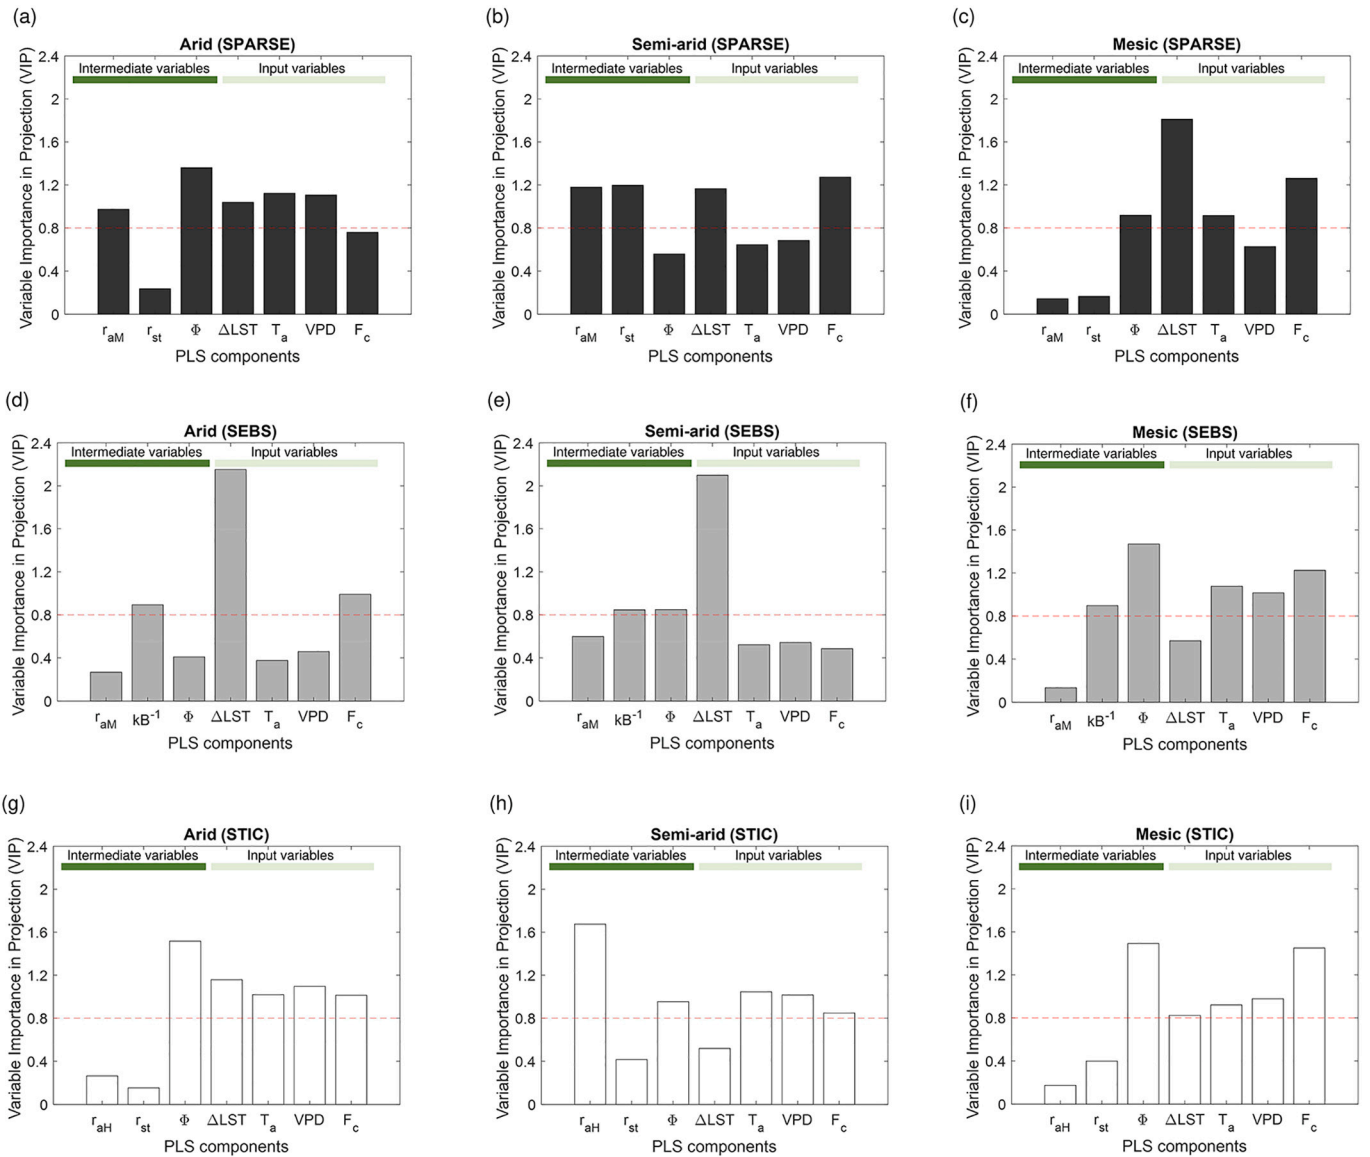 (a)
Arid (SPARSE)
Variable Importance in Projection (VIP)
2.4
2
1.6
1.2
0.8
0.4
0
Intermediate variables Input variables
r_aM r_st Φ ΔLST T_a VPD F_c
PLS components
(b)
Semi-arid (SPARSE)
Variable Importance in Projection (VIP)
2.4
2
1.6
1.2
0.8
0.4
0
Intermediate variables Input variables
r_aM r_st Φ ΔLST T_a VPD F_c
PLS components
(c)
Mesic (SPARSE)
Variable Importance in Projection (VIP)
2.4
2
1.6
1.2
0.8
0.4
0
Intermediate variables Input variables
r_aM r_st Φ ΔLST T_a VPD F_c
PLS components
(d)
Arid (SEBS)
Variable Importance in Projection (VIP)
2.4
2
1.6
1.2
0.8
0.4
0
Intermediate variables Input variables
r_aM kB⁻¹ Φ ΔLST T_a VPD F_c
PLS components
(e)
Semi-arid (SEBS)
Variable Importance in Projection (VIP)
2.4
2
1.6
1.2
0.8
0.4
0
Intermediate variables Input variables
r_aM kB⁻¹ Φ ΔLST T_a VPD F_c
PLS components
(f)
Mesic (SEBS)
Variable Importance in Projection (VIP)
2.4
2
1.6
1.2
0.8
0.4
0
Intermediate variables Input variables
r_aM kB⁻¹ Φ ΔLST T_a VPD F_c
PLS components
(g)
Arid (STIC)
Variable Importance in Projection (VIP)
2.4
2
1.6
1.2
0.8
0.4
0
Intermediate variables Input variables
r_aH r_st Φ ΔLST T_a VPD F_c
PLS components
(h)
Semi-arid (STIC)
Variable Importance in Projection (VIP)
2.4
2
1.6
1.2
0.8
0.4
0
Intermediate variables Input variables
r_aH r_st Φ ΔLST T_a VPD F_c
PLS components
(i)
Mesic (STIC)
Variable Importance in Projection (VIP)
2.4
2
1.6
1.2
0.8
0.4
0
Intermediate variables Input variables
r_aH r_st Φ ΔLST T_a VPD F_c
PLS components